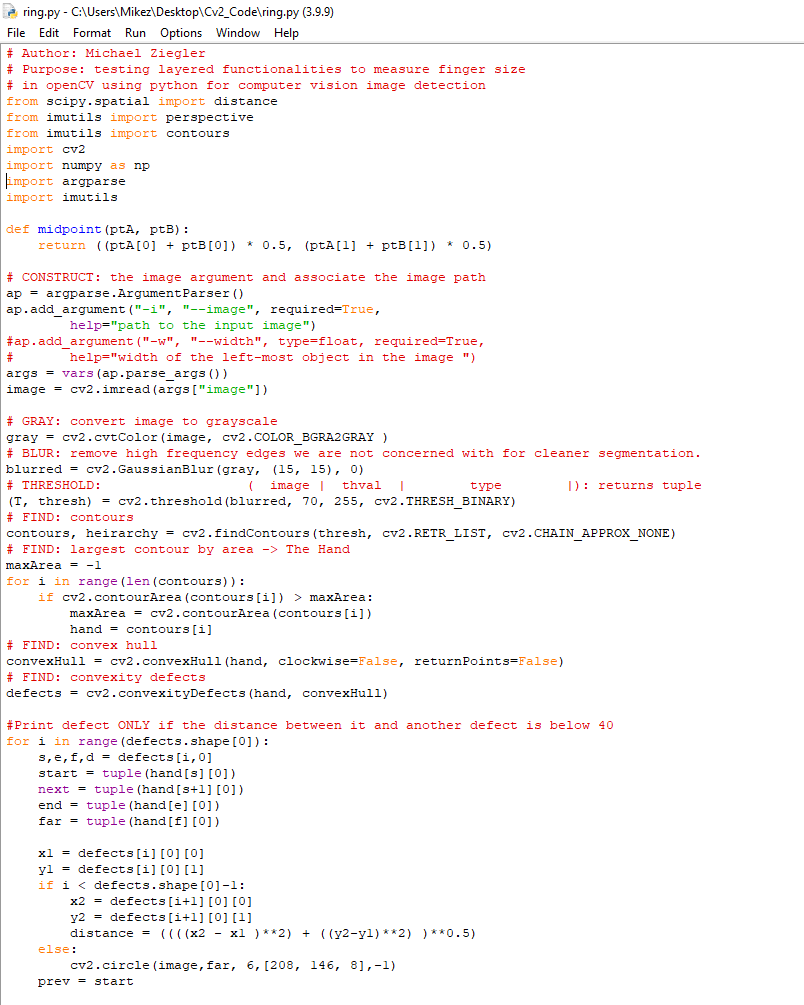 ring.py - C:\Users\Mikez\Desktop\Cv2_Code\ring.py (3.9.9)
File Edit Format Run Options Window Help
# Author: Michael Ziegler
# Purpose: testing layered functionalities to measure finger size
# in openCV using python for computer vision image detection
from scipy.spatial import distance
from imutils import perspective
from imutils import contours
import cv2
import numpy as np
import argparse
import imutils

def midpoint(ptA, ptB):
    return ((ptA[0] + ptB[0]) * 0.5, (ptA[1] + ptB[1]) * 0.5)

# CONSTRUCT: the image argument and associate the image path
ap = argparse.ArgumentParser()
ap.add_argument("-i", "--image", required=True,
        help="path to the input image")
#ap.add_argument("-w", "--width", type=float, required=True,
#       help="width of the left-most object in the image ")
args = vars(ap.parse_args())
image = cv2.imread(args["image"])

# GRAY: convert image to grayscale
gray = cv2.cvtColor(image, cv2.COLOR_BGRA2GRAY )
# BLUR: remove high frequency edges we are not concerned with for cleaner segmentation.
blurred = cv2.GaussianBlur(gray, (15, 15), 0)
# THRESHOLD:                  (  image |  thval  |        type        |): returns tuple
(T, thresh) = cv2.threshold(blurred, 70, 255, cv2.THRESH_BINARY)
# FIND: contours
contours, heirarchy = cv2.findContours(thresh, cv2.RETR_LIST, cv2.CHAIN_APPROX_NONE)
# FIND: largest contour by area -> The Hand
maxArea = -1
for i in range(len(contours)):
    if cv2.contourArea(contours[i]) > maxArea:
        maxArea = cv2.contourArea(contours[i])
        hand = contours[i]
# FIND: convex hull
convexHull = cv2.convexHull(hand, clockwise=False, returnPoints=False)
# FIND: convexity defects
defects = cv2.convexityDefects(hand, convexHull)

#Print defect ONLY if the distance between it and another defect is below 40
for i in range(defects.shape[0]):
    s,e,f,d = defects[i,0]
    start = tuple(hand[s][0])
    next = tuple(hand[s+1][0])
    end = tuple(hand[e][0])
    far = tuple(hand[f][0])

    x1 = defects[i][0][0]
    y1 = defects[i][0][1]
    if i < defects.shape[0]-1:
        x2 = defects[i+1][0][0]
        y2 = defects[i+1][0][1]
        distance = ((((x2 - x1 )**2) + ((y2-y1)**2) )**0.5)
    else:
        cv2.circle(image,far, 6,[208, 146, 8],-1)
    prev = start